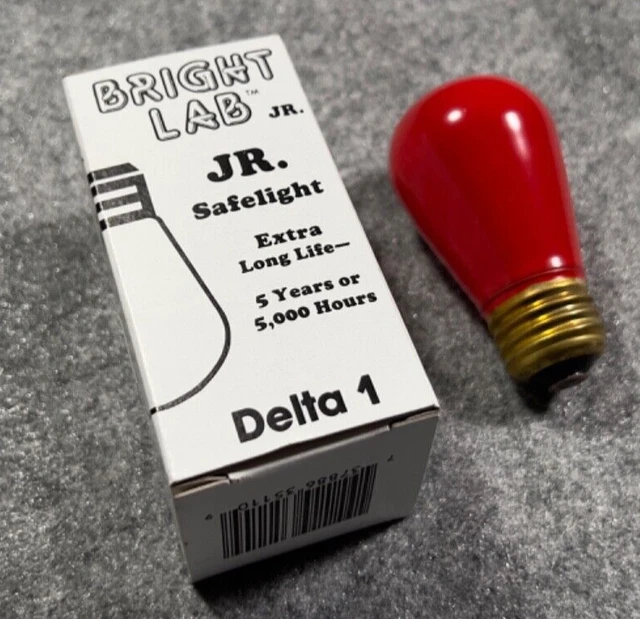 BRIGHT
LAB™ JR.
JR.
Safelight
Extra
Long Life—
5 Years or
5,000 Hours
Delta 1